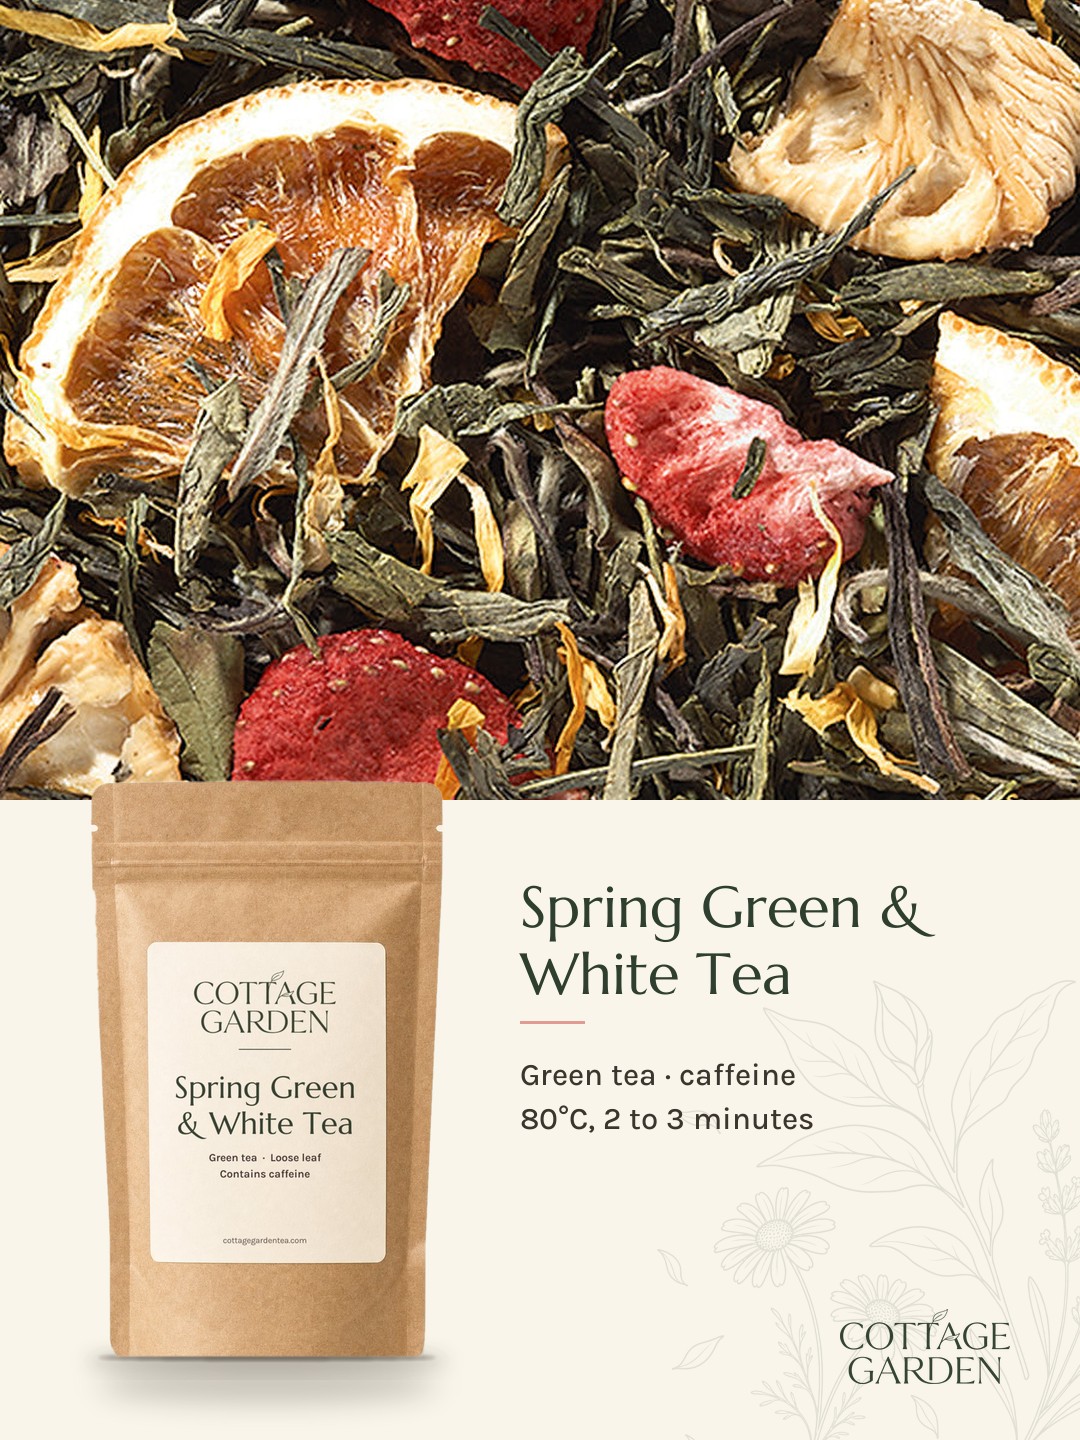 COTTAGE
GARDEN
Spring Green
& White Tea
Green tea · Loose leaf
Contains caffeine
cottagegardentea.com
Spring Green &
White Tea
Green tea · caffeine
80°C, 2 to 3 minutes
COTTAGE
GARDEN